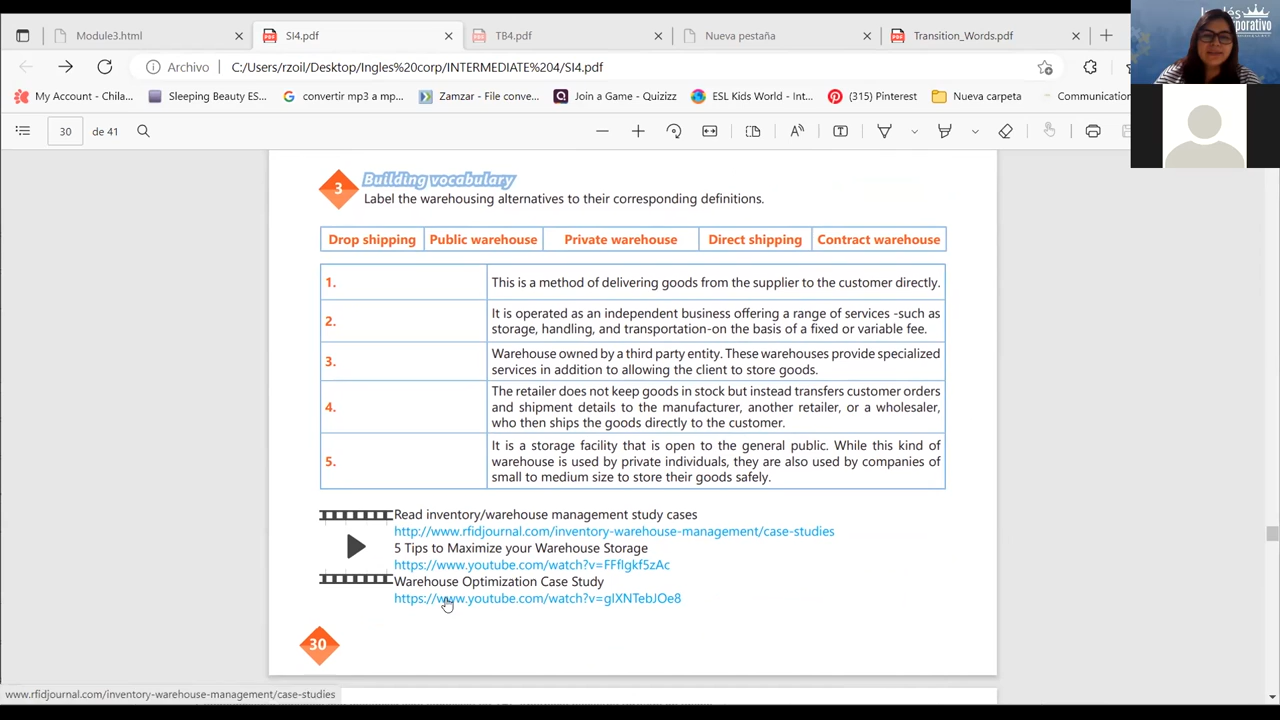 Module3.html
SI4.pdf
TB4.pdf
Nueva pestaña
Transition_Words.pdf
Archivo
C:/Users/rzoil/Desktop/Ingles%20corp/INTERMEDIATE%204/SI4.pdf
My Account - Chila...
Sleeping Beauty ES...
convertir mp3 a mp...
Zamzar - File conve...
Join a Game - Quizizz
ESL Kids World - Int...
(315) Pinterest
Nueva carpeta
Communication
30 de 41
3 Building vocabulary
Label the warehousing alternatives to their corresponding definitions.
Drop shipping Public warehouse Private warehouse Direct shipping Contract warehouse
1. This is a method of delivering goods from the supplier to the customer directly.
2. It is operated as an independent business offering a range of services -such as
storage, handling, and transportation-on the basis of a fixed or variable fee.
3. Warehouse owned by a third party entity. These warehouses provide specialized
services in addition to allowing the client to store goods.
4. The retailer does not keep goods in stock but instead transfers customer orders
and shipment details to the manufacturer, another retailer, or a wholesaler,
who then ships the goods directly to the customer.
5. It is a storage facility that is open to the general public. While this kind of
warehouse is used by private individuals, they are also used by companies of
small to medium size to store their goods safely.
Read inventory/warehouse management study cases
http://www.rfidjournal.com/inventory-warehouse-management/case-studies
5 Tips to Maximize your Warehouse Storage
https://www.youtube.com/watch?v=FFfIgkf5zAc
Warehouse Optimization Case Study
https://www.youtube.com/watch?v=gIXNTebJOe8
30
www.rfidjournal.com/inventory-warehouse-management/case-studies